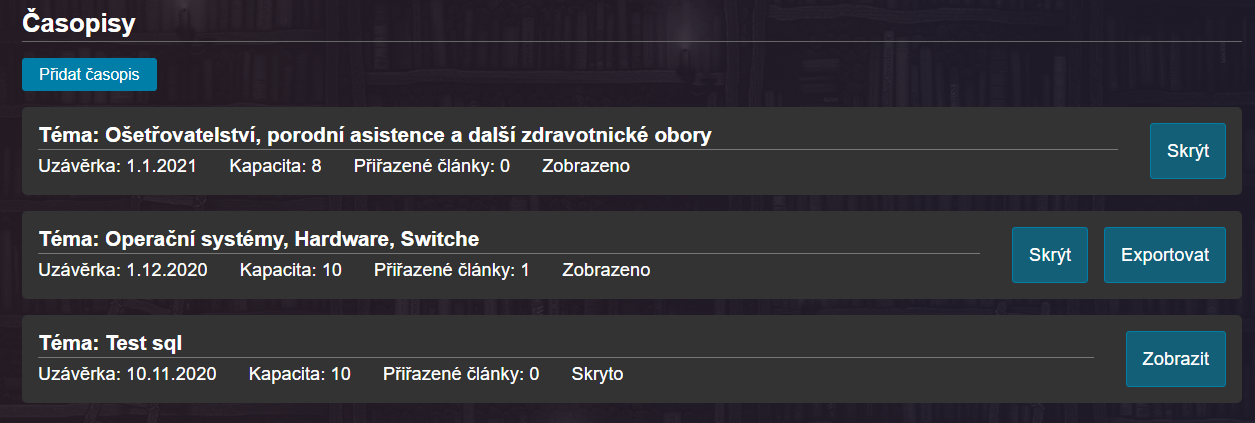 Časopisy
Přidat časopis
Téma: Ošetřovatelství, porodní asistence a další zdravotnické obory
Uzávěrka: 1.1.2021 Kapacita: 8 Přiřazené články: 0 Zobrazeno
Skrýt
Téma: Operační systémy, Hardware, Switche
Uzávěrka: 1.12.2020 Kapacita: 10 Přiřazené články: 1 Zobrazeno
Skrýt Exportovat
Téma: Test sql
Uzávěrka: 10.11.2020 Kapacita: 10 Přiřazené články: 0 Skryto
Zobrazit